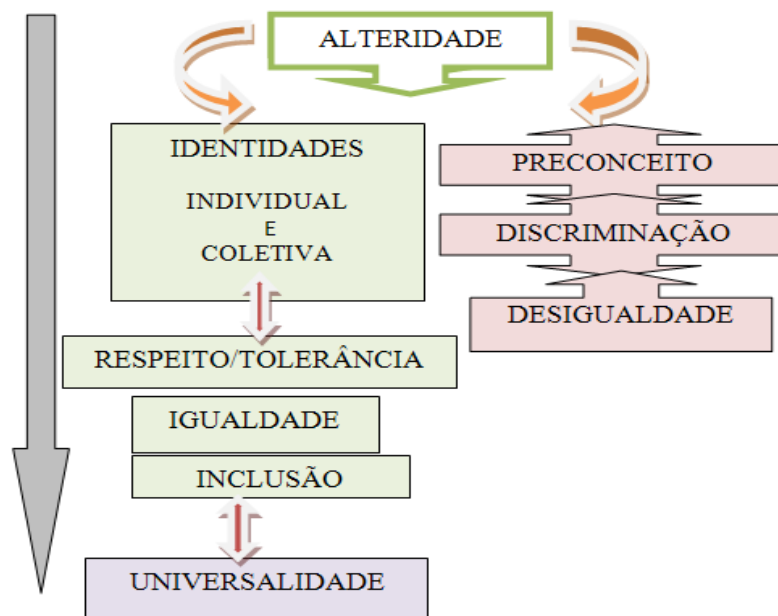 ALTERIDADE
IDENTIDADES
INDIVIDUAL
E
COLETIVA
RESPEITO/TOLERÂNCIA
IGUALDADE
INCLUSÃO
UNIVERSALIDADE
PRECONCEITO
DISCRIMINAÇÃO
DESIGUALDADE